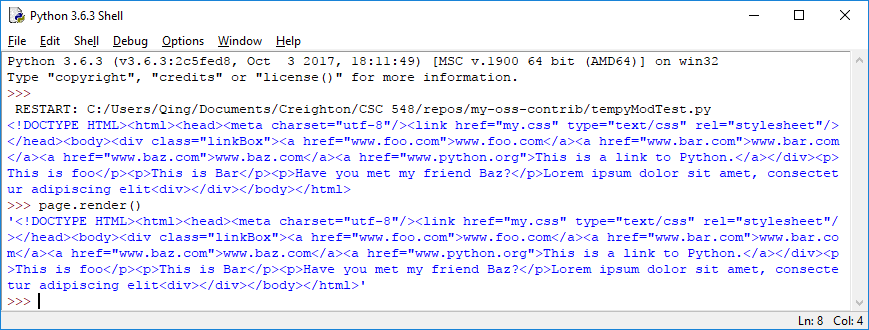 Python 3.6.3 Shell
File Edit Shell Debug Options Window Help
Python 3.6.3 (v3.6.3:2c5fed8, Oct  3 2017, 18:11:49) [MSC v.1900 64 bit (AMD64)] on win32
Type "copyright", "credits" or "license()" for more information.
>>>
 RESTART: C:/Users/Qing/Documents/Creighton/CSC 548/repos/my-oss-contrib/tempyModTest.py
<!DOCTYPE HTML><html><head><meta charset="utf-8"/><link href="my.css" type="text/css" rel="stylesheet"/>
</head><body><div class="linkBox"><a href="www.foo.com">www.foo.com</a><a href="www.bar.com">www.bar.com
</a><a href="www.baz.com">www.baz.com</a><a href="www.python.org">This is a link to Python.</a></div><p>
This is foo</p><p>This is Bar</p><p>Have you met my friend Baz?</p>Lorem ipsum dolor sit amet, consectet
ur adipiscing elit<div></div></body></html>
>>> page.render()
'<!DOCTYPE HTML><html><head><meta charset="utf-8"/><link href="my.css" type="text/css" rel="stylesheet"/
></head><body><div class="linkBox"><a href="www.foo.com">www.foo.com</a><a href="www.bar.com">www.bar.co
m</a><a href="www.baz.com">www.baz.com</a><a href="www.python.org">This is a link to Python.</a></div><p
>This is foo</p><p>This is Bar</p><p>Have you met my friend Baz?</p>Lorem ipsum dolor sit amet, consecte
tur adipiscing elit<div></div></body></html>'
>>>
Ln: 8 Col: 4